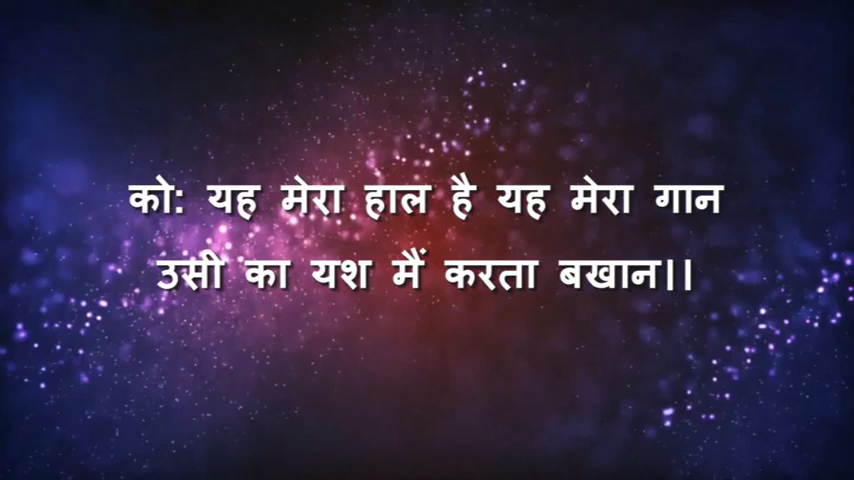 को: यह मेरा हाल है यह मेरा गान
उसी का यश मैं करता बखान।।